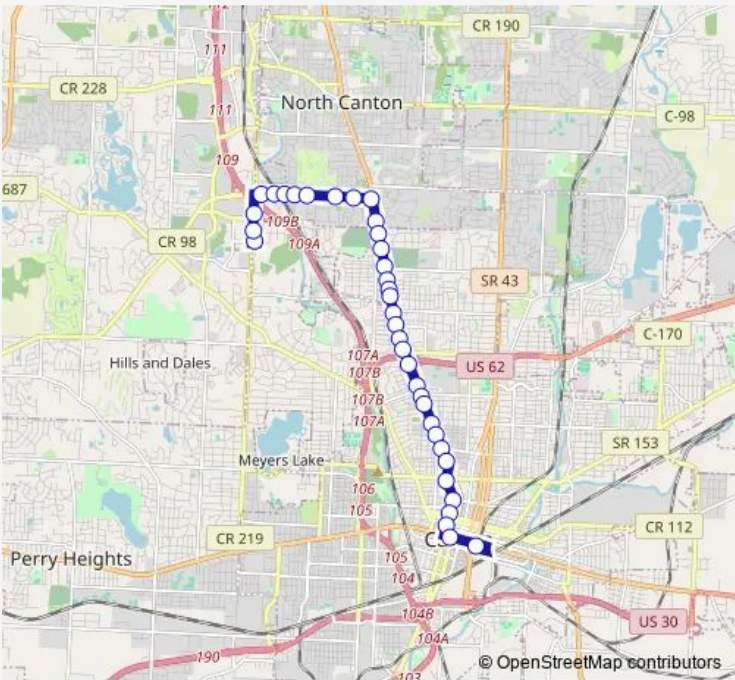 111
CR 190
111
CR 228
North Canton
C-98
109
687
109B
CR 98
109A
SR 43
C-170
107A
Hills and Dales
US 62
107B
107B
107A
SR 153
Meyers Lake
106
105
CR 112
CR 219
Perry Heights
105
104
104B
US 30
104A
190
103
© OpenStreetMap contributors